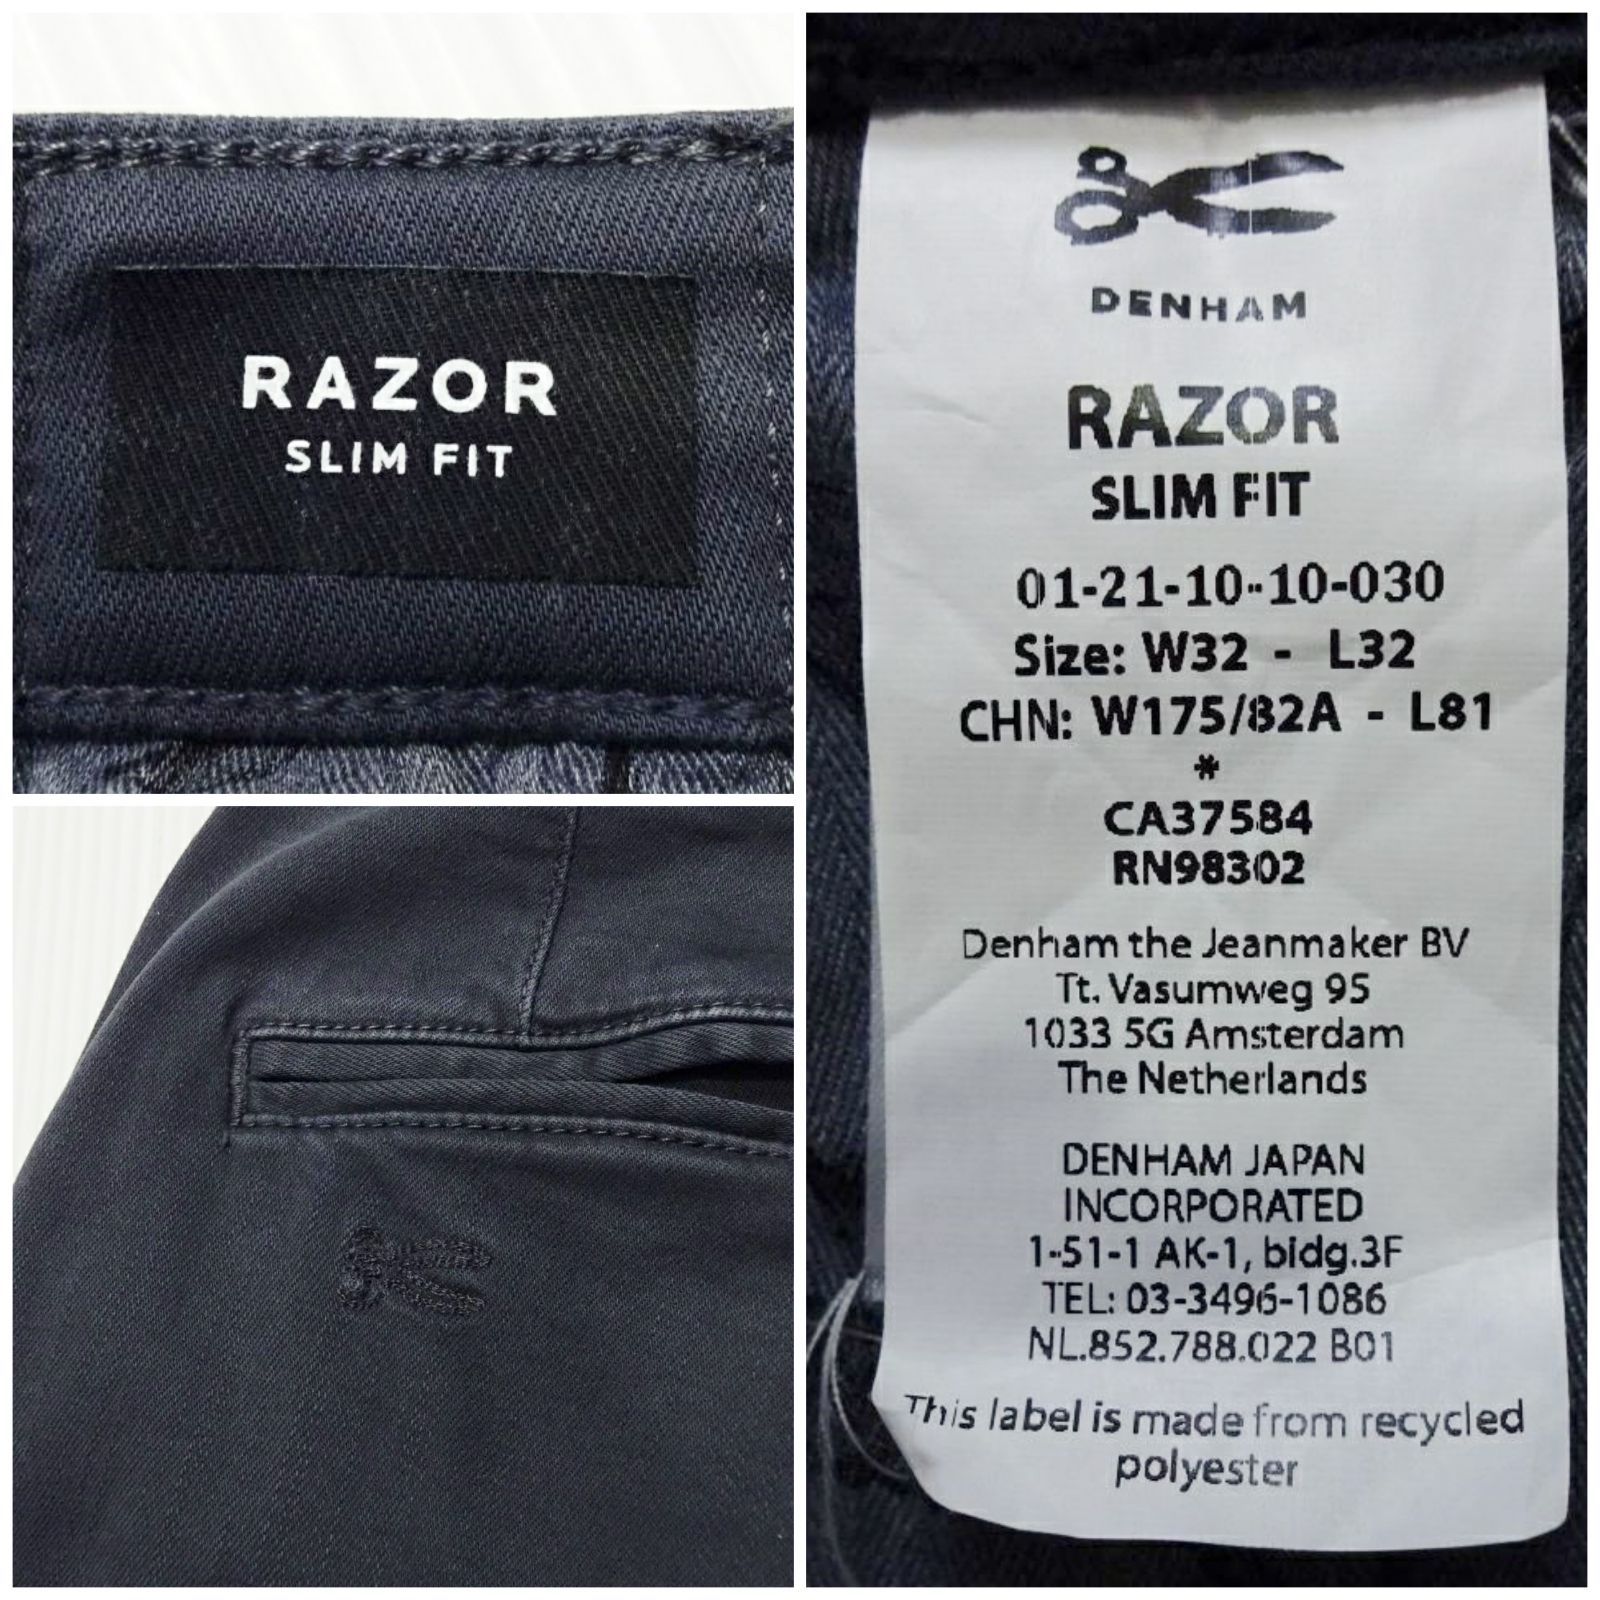 RAZOR
SLIM FIT
DENHAM
RAZOR
SLIM FIT
01-21-10-10-030
Size: W32 - L32
CHN: W175/82A - L81
*
CA37584
RN98302
Denham the Jeanmaker BV
Tt. Vasumweg 95
1033 5G Amsterdam
The Netherlands
DENHAM JAPAN
INCORPORATED
1-51-1 AK-1, bldg.3F
TEL: 03-3496-1086
NL.852.788.022 B01
This label is made from recycled
polyester